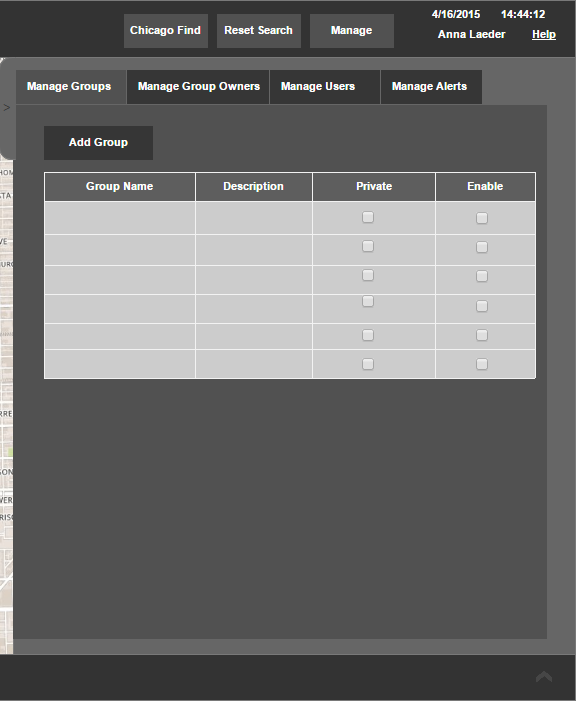 4/16/2015 14:44:12
Chicago Find Reset Search Manage
Anna Laeder Help
Manage Groups Manage Group Owners Manage Users Manage Alerts
>
Add Group
Group Name Description Private Enable